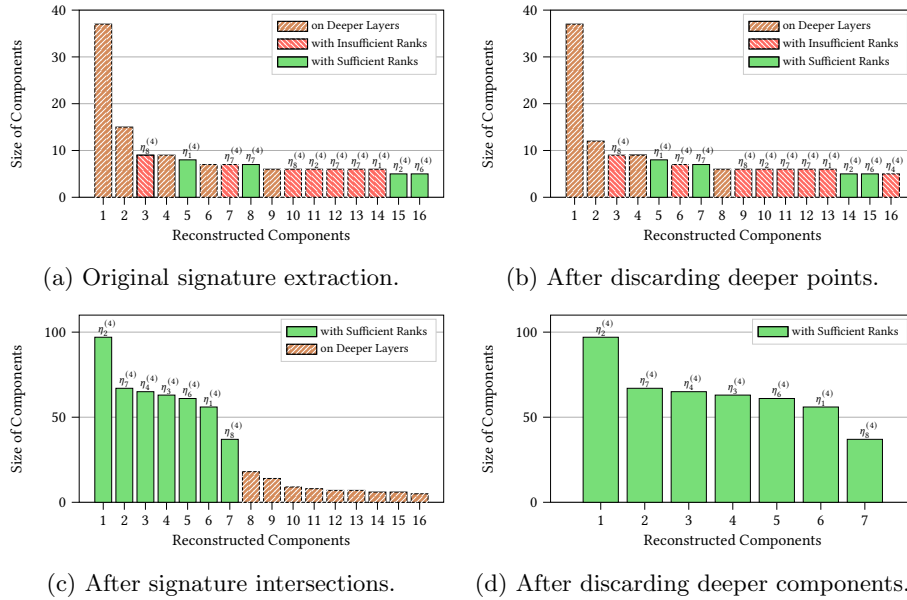 40
30
20
10
0
Size of Components
on Deeper Layers
with Insufficient Ranks
with Sufficient Ranks
η₈⁽⁴⁾ η₁⁽⁴⁾ η₇⁽⁴⁾ η₇⁽⁴⁾ η₈⁽⁴⁾ η₂⁽⁴⁾ η₇⁽⁴⁾ η₇⁽⁴⁾ η₁⁽⁴⁾ η₂⁽⁴⁾ η₆⁽⁴⁾
1 2 3 4 5 6 7 8 9 10 11 12 13 14 15 16
Reconstructed Components
(a) Original signature extraction.
40
30
20
10
0
Size of Components
on Deeper Layers
with Insufficient Ranks
with Sufficient Ranks
η₈⁽⁴⁾ η₁⁽⁴⁾ η₇⁽⁴⁾ η₇⁽⁴⁾ η₈⁽⁴⁾ η₂⁽⁴⁾ η₇⁽⁴⁾ η₇⁽⁴⁾ η₁⁽⁴⁾ η₂⁽⁴⁾ η₆⁽⁴⁾ η₄⁽⁴⁾
1 2 3 4 5 6 7 8 9 10 11 12 13 14 15 16
Reconstructed Components
(b) After discarding deeper points.
100
50
0
Size of Components
with Sufficient Ranks
on Deeper Layers
η₂⁽⁴⁾ η₇⁽⁴⁾ η₄⁽⁴⁾ η₃⁽⁴⁾ η₆⁽⁴⁾ η₁⁽⁴⁾ η₈⁽⁴⁾
1 2 3 4 5 6 7 8 9 10 11 12 13 14 15 16
Reconstructed Components
(c) After signature intersections.
100
50
0
Size of Components
with Sufficient Ranks
η₂⁽⁴⁾ η₇⁽⁴⁾ η₄⁽⁴⁾ η₃⁽⁴⁾ η₆⁽⁴⁾ η₁⁽⁴⁾ η₈⁽⁴⁾
1 2 3 4 5 6 7
Reconstructed Components
(d) After discarding deeper components.